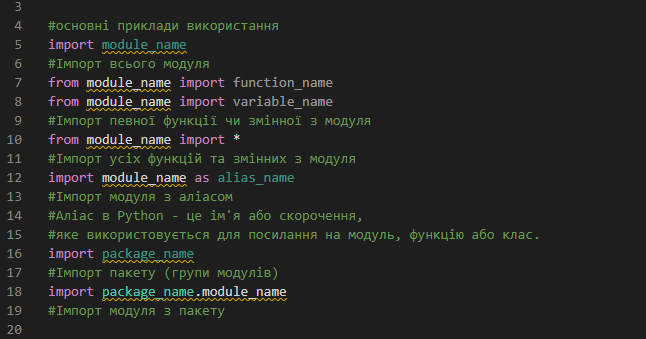 3
4 #основні приклади використання
5 import module_name
6 #Імпорт всього модуля
7 from module_name import function_name
8 from module_name import variable_name
9 #Імпорт певної функції чи змінної з модуля
10 from module_name import *
11 #Імпорт усіх функцій та змінних з модуля
12 import module_name as alias_name
13 #Імпорт модуля з аліасом
14 #Аліас в Python - це ім'я або скорочення,
15 #яке використовується для посилання на модуль, функцію або клас.
16 import package_name
17 #Імпорт пакету (групи модулів)
18 import package_name.module_name
19 #Імпорт модуля з пакету
20